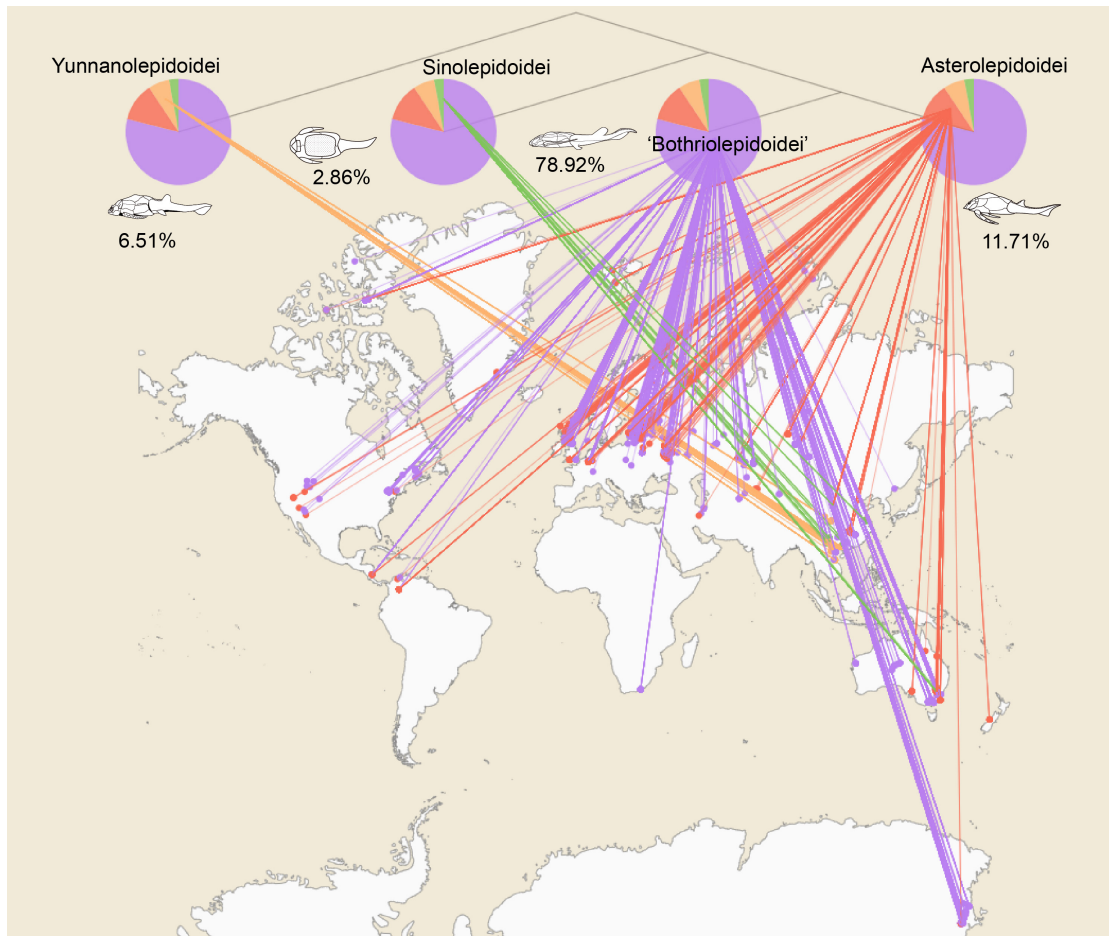 Yunnanolepidoidei
Sinolepidoidei
Asterolepidoidei
'Bothriolepidoidei'
2.86%
78.92%
6.51%
11.71%